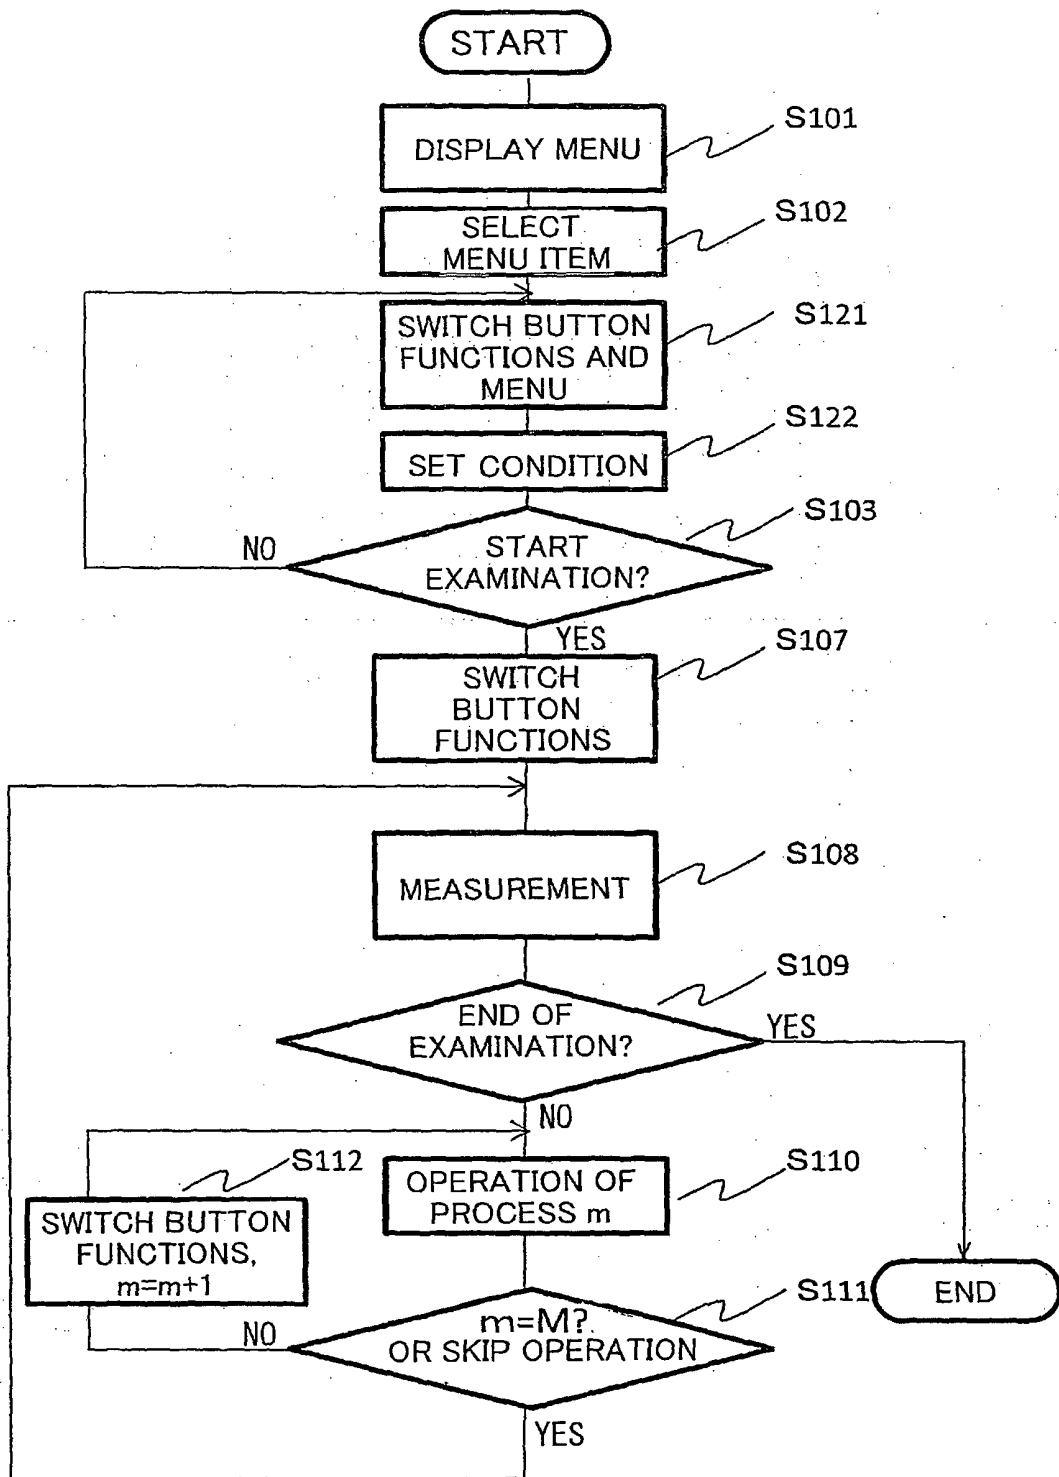 START
DISPLAY MENU
S101
SELECT
MENU ITEM
S102
SWITCH BUTTON
FUNCTIONS AND
MENU
S121
SET CONDITION
S122
START
EXAMINATION?
S103
NO
YES
SWITCH
BUTTON
FUNCTIONS
S107
MEASUREMENT
S108
END OF
EXAMINATION?
S109
YES
NO
OPERATION OF
PROCESS m
S110
S112
SWITCH BUTTON
FUNCTIONS,
m=m+1
m=M?
OR SKIP OPERATION
S111
NO
YES
END